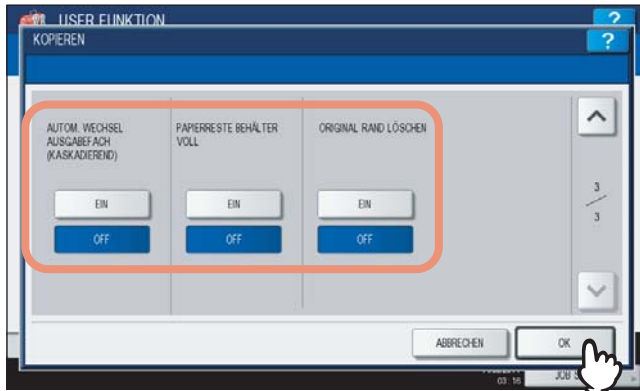 USER FUNKTION
?
KOPIEREN
?
AUTOM. WECHSEL
AUSGABEFACH
(KASKADIEREND)
PAPIERRESTE BEHÄLTER
VOLL
ORIGINAL RAND LÖSCHEN
EIN
EIN
EIN
OFF
OFF
OFF
3
3
ABBRECHEN
OK
03: 16
JOB S